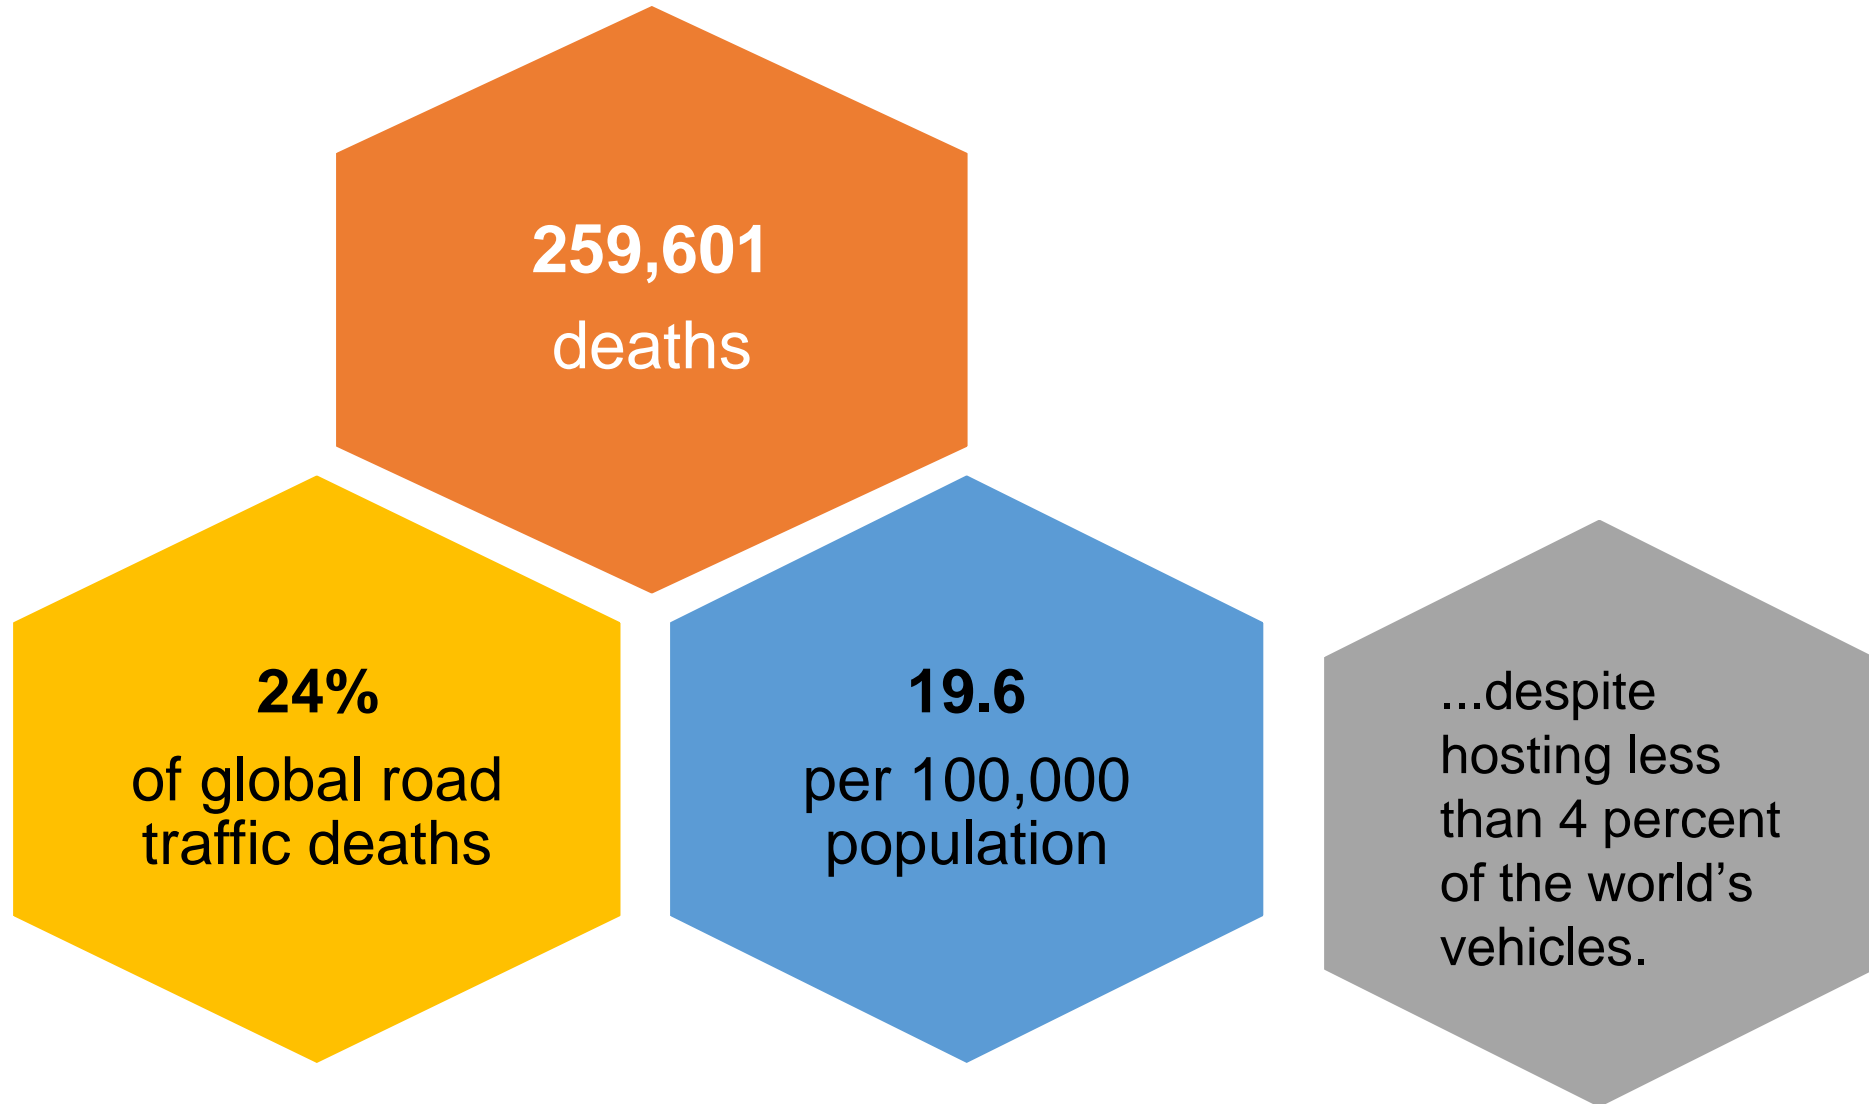 259,601
deaths
24%
of global road
traffic deaths
19.6
per 100,000
population
...despite
hosting less
than 4 percent
of the world’s
vehicles.